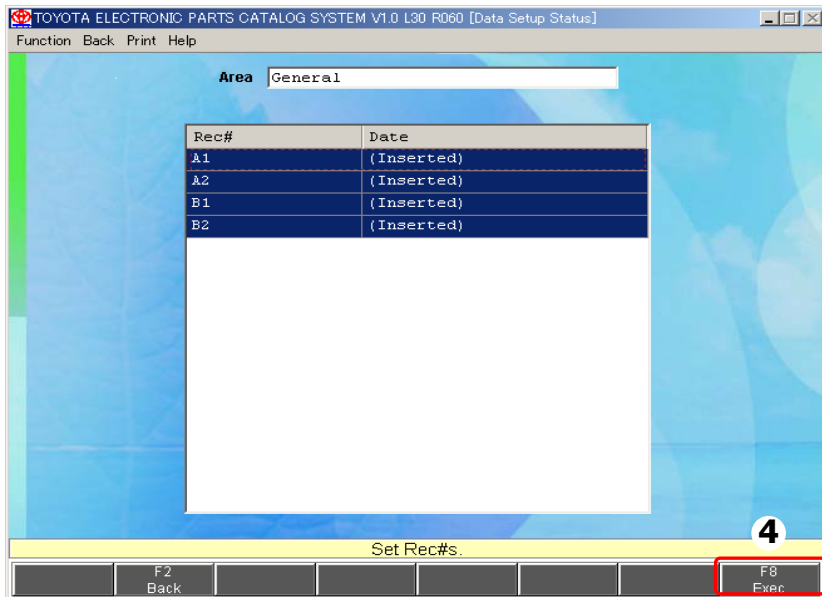 TOYOTA ELECTRONIC PARTS CATALOG SYSTEM V1.0 L30 R060 [Data Setup Status]
Function Back Print Help
Area General
Rec# Date
A1 (Inserted)
A2 (Inserted)
B1 (Inserted)
B2 (Inserted)
4
Set Rec#s.
F2 F8
Back Exec